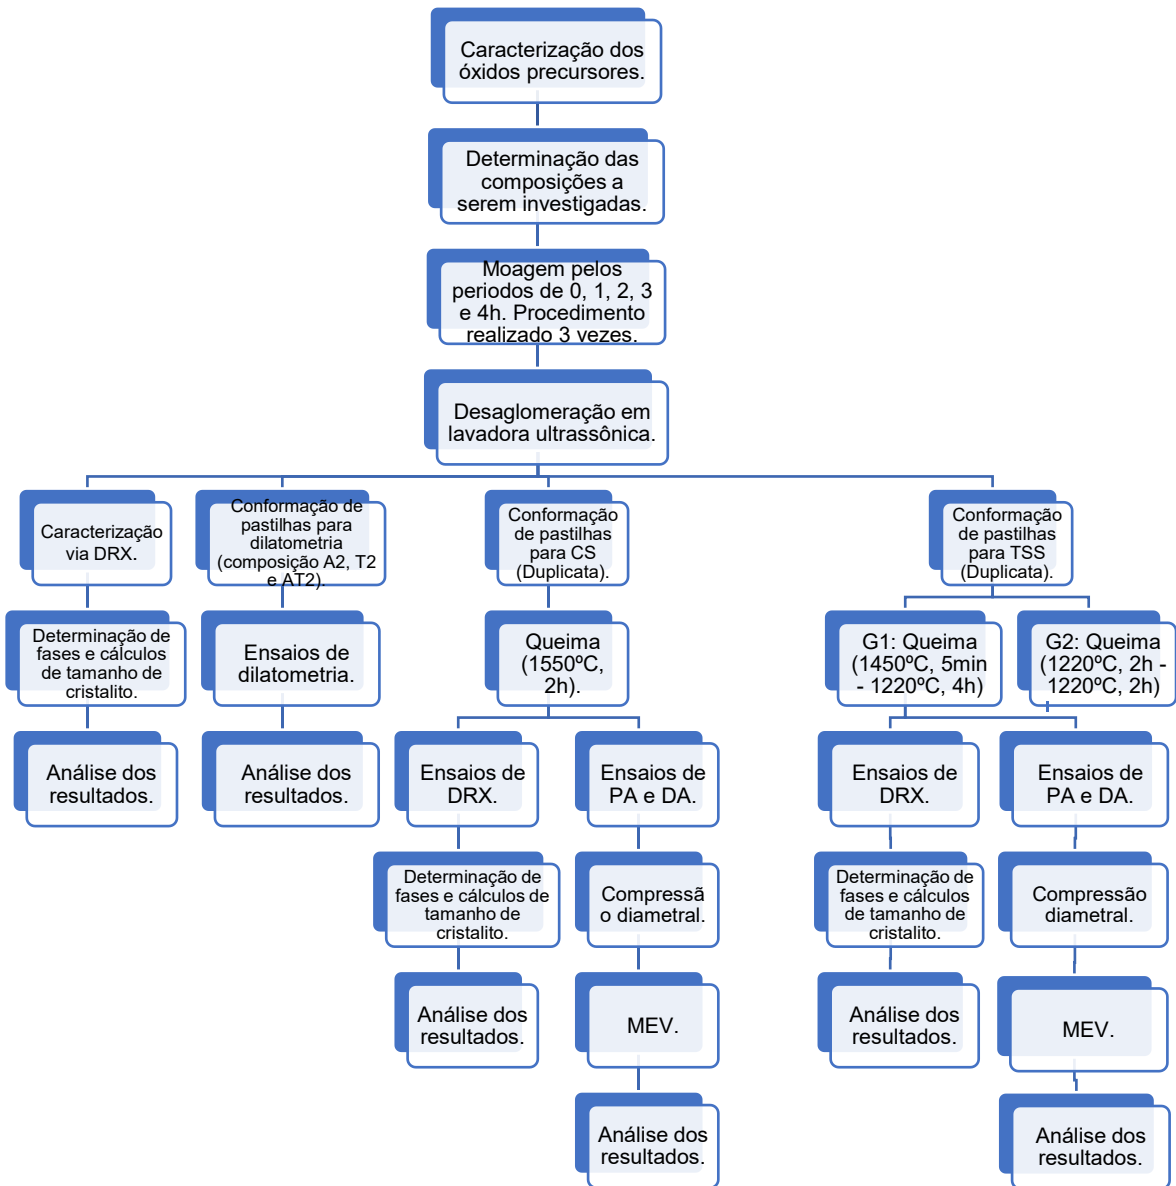 Caracterização dos
óxidos precursores.
Determinação das
composições a
serem investigadas.
Moagem pelos
periodos de 0, 1, 2, 3
e 4h. Procedimento
realizado 3 vezes.
Desaglomeração em
lavadora ultrassônica.
Caracterização
via DRX.
Conformação de
pastilhas para
dilatometria
(composição A2, T2
e AT2).
Conformação
de pastilhas
para CS
(Duplicata).
Conformação
de pastilhas
para TSS
(Duplicata).
Determinação de
fases e cálculos
de tamanho de
cristalito.
Ensaios de
dilatometria.
Queima
(1550ºC,
2h).
G1: Queima
(1450ºC, 5min
- 1220ºC, 4h)
G2: Queima
(1220ºC, 2h -
1220ºC, 2h)
Análise dos
resultados.
Análise dos
resultados.
Ensaios de
DRX.
Ensaios de
PA e DA.
Ensaios de
DRX.
Ensaios de
PA e DA.
Determinação de
fases e cálculos de
tamanho de
cristalito.
Compressã
o diametral.
Determinação de
fases e cálculos
de tamanho de
cristalito.
Compressão
diametral.
Análise dos
resultados.
MEV.
Análise dos
resultados.
MEV.
Análise dos
resultados.
Análise dos
resultados.